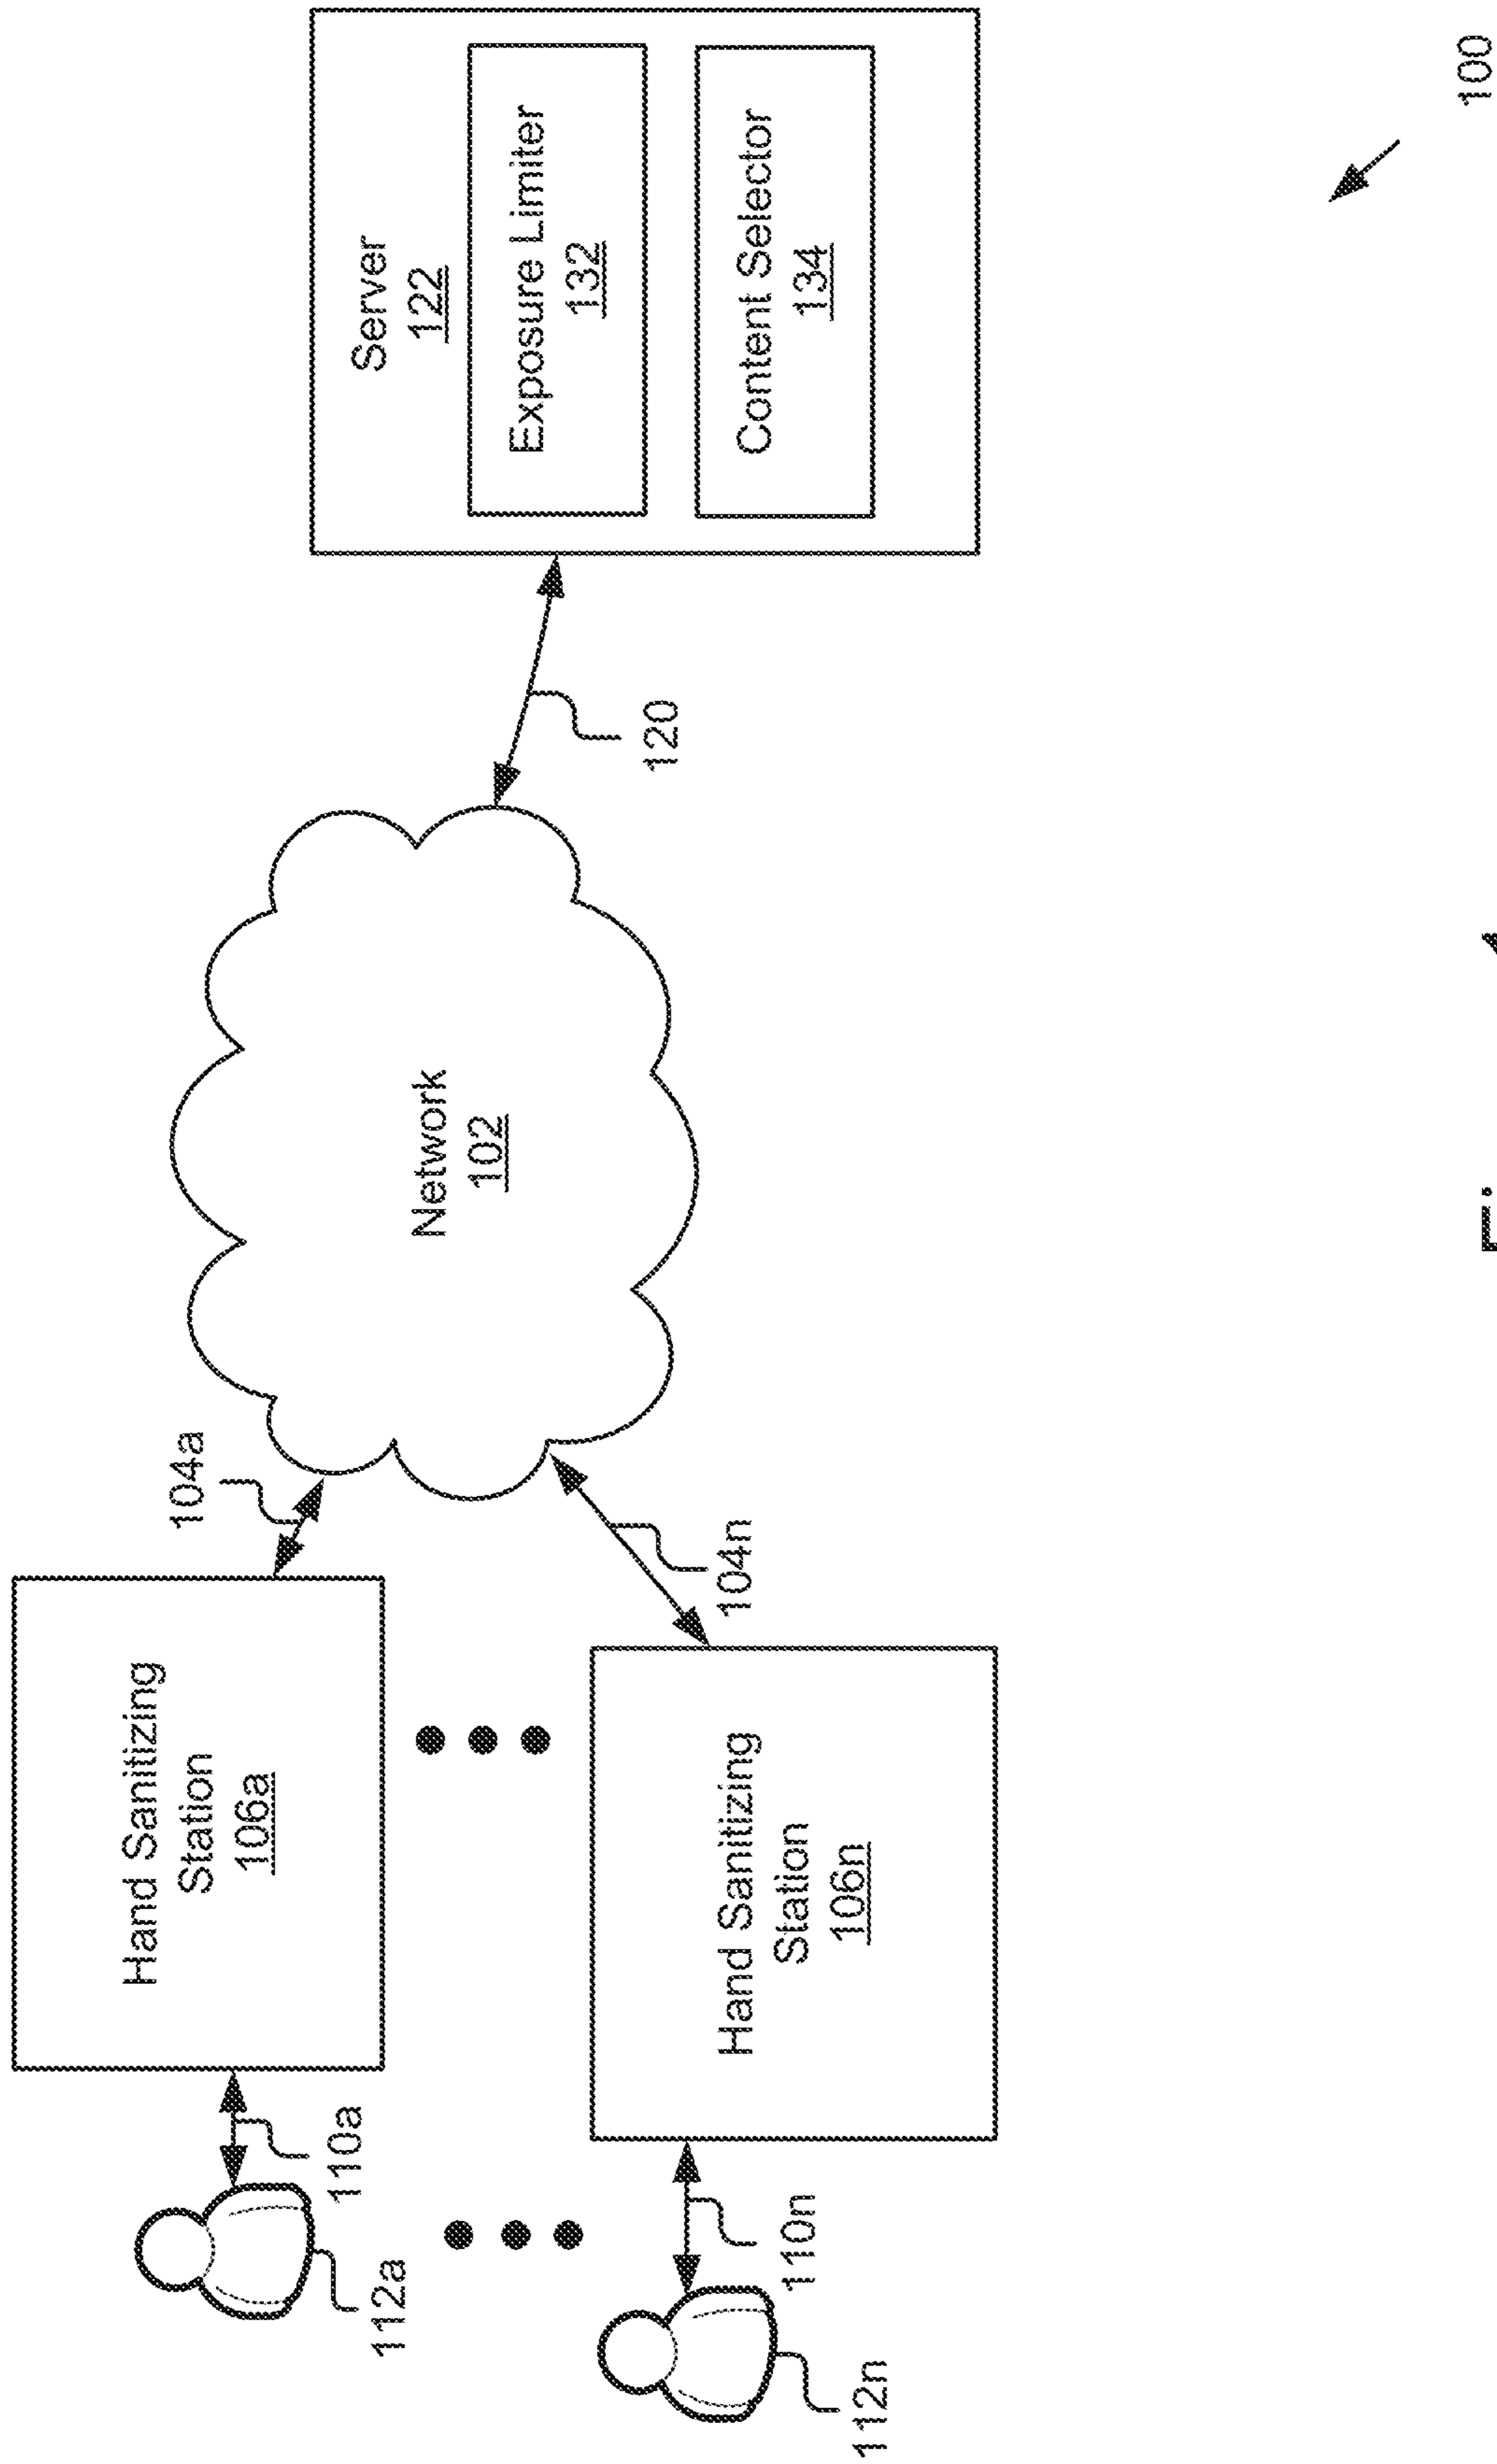 112a
110a
Hand Sanitizing
Station
106a
104a
112n
110n
Hand Sanitizing
Station
106n
104n
Network
102
120
Server
122
Exposure Limiter
132
Content Selector
134
100